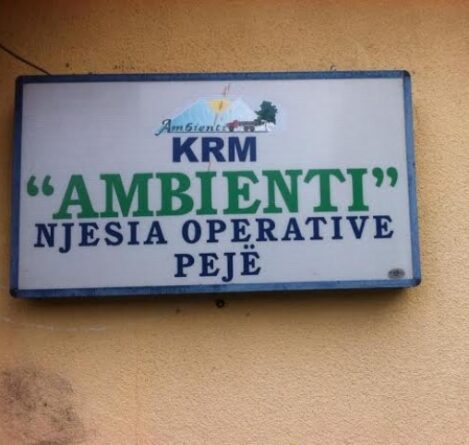 Ambienti
KRM
“AMBIENTI”
NJESIA OPERATIVE
PEJË